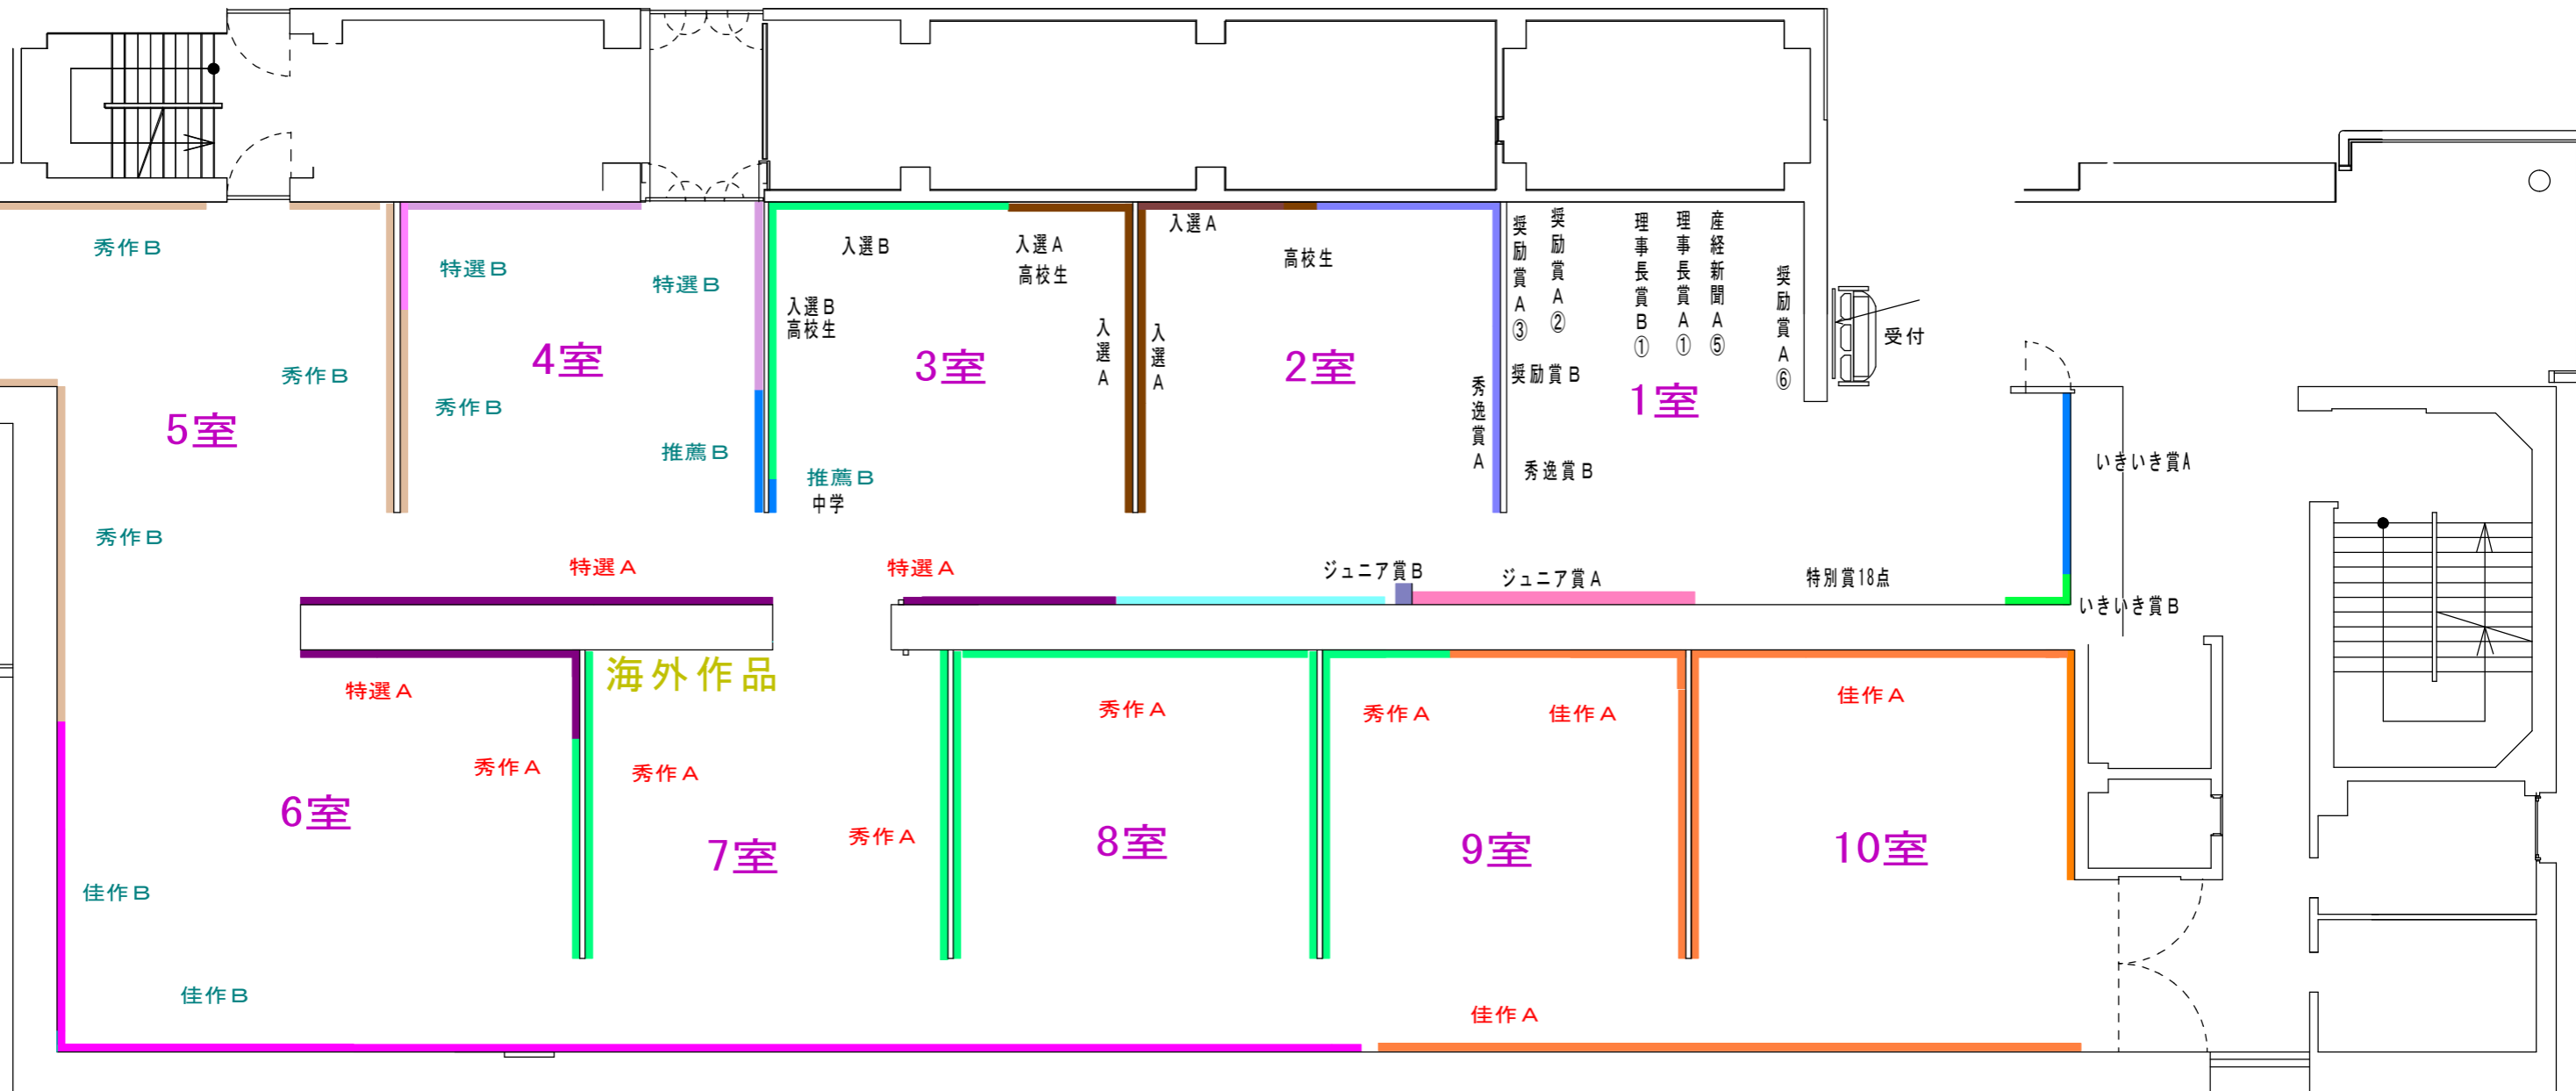 秀作B
秀作B
5室
秀作B
特選B
特選B
4室
秀作B
推薦B
入選B
入選A
高校生
入選B
高校生
入選A
3室
推薦B
中学
入選A
高校生
入選A
2室
秀逸賞A
奨励賞A③
奨励賞A②
理事長賞B①
理事長賞A①
産経新聞A⑤
奨励賞A⑥
受付
奨励賞B
1室
秀逸賞B
いきいき賞A
特選A
特選A
ジュニア賞B
ジュニア賞A
特別賞18点
いきいき賞B
特選A
海外作品
秀作A
秀作A
6室
7室
秀作A
秀作A
8室
秀作A
佳作A
9室
佳作A
10室
佳作B
佳作B
佳作A